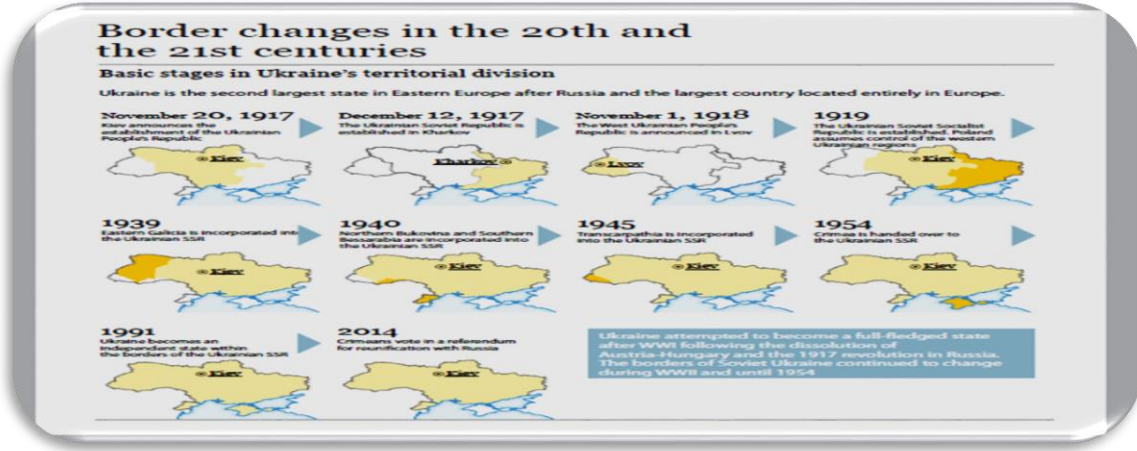 Border changes in the 20th and
the 21st centuries
Basic stages in Ukraine's territorial division
Ukraine is the second largest state in Eastern Europe after Russia and the largest country located entirely in Europe.
November 20, 1917
Kiev announces the
establishment of the Ukrainian
People's Republic
Kiev
December 12, 1917
The Ukrainian Soviet Republic is
established in Kharkov
Kharkov
November 1, 1918
The West Ukraine People's
Republic is announced in Lvov
Lvov
1919
The Ukrainian Soviet Socialist
Republic is established. Poland
assumes control of the western
Ukrainian regions
Kiev
1939
Eastern Galicia is incorporated into
the Ukrainian SSR
Kiev
1940
Northern Bukovina and Southern
Bessarabia are incorporated into
the Ukrainian SSR
Kiev
1945
Transcarpathia is incorporated
into the Ukrainian SSR
Kiev
1954
Crimea is handed over to
the Ukrainian SSR
Kiev
1991
Ukraine becomes an
independent state within
the borders of the Ukrainian SSR
Kiev
2014
Crimeans vote in a referendum
for reunification with Russia
Kiev
Ukraine attempted to become a full-fledged state
after WWI following the dissolution of
Austria-Hungary and the 1917 revolution in Russia.
The borders of Soviet Ukraine continued to change
during WWII and until 1954